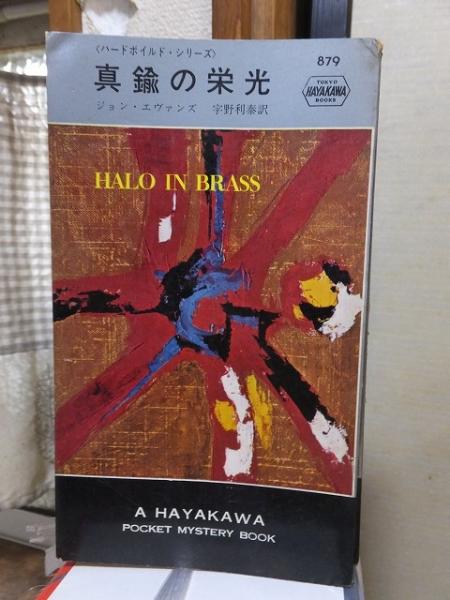 〈ハードボイルド・シリーズ〉
879
真鍮の栄光
TOKYO
HAYAKAWA
BOOKS
ジョン・エヴァンズ 宇野利泰訳
HALO IN BRASS
A HAYAKAWA
POCKET MYSTERY BOOK